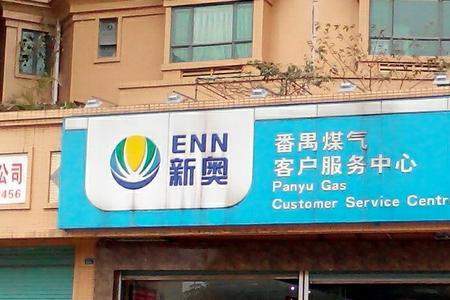 公司
456
ENN
新奥
番禺煤气
客户服务中心
Panyu Gas
Customer Service Centr